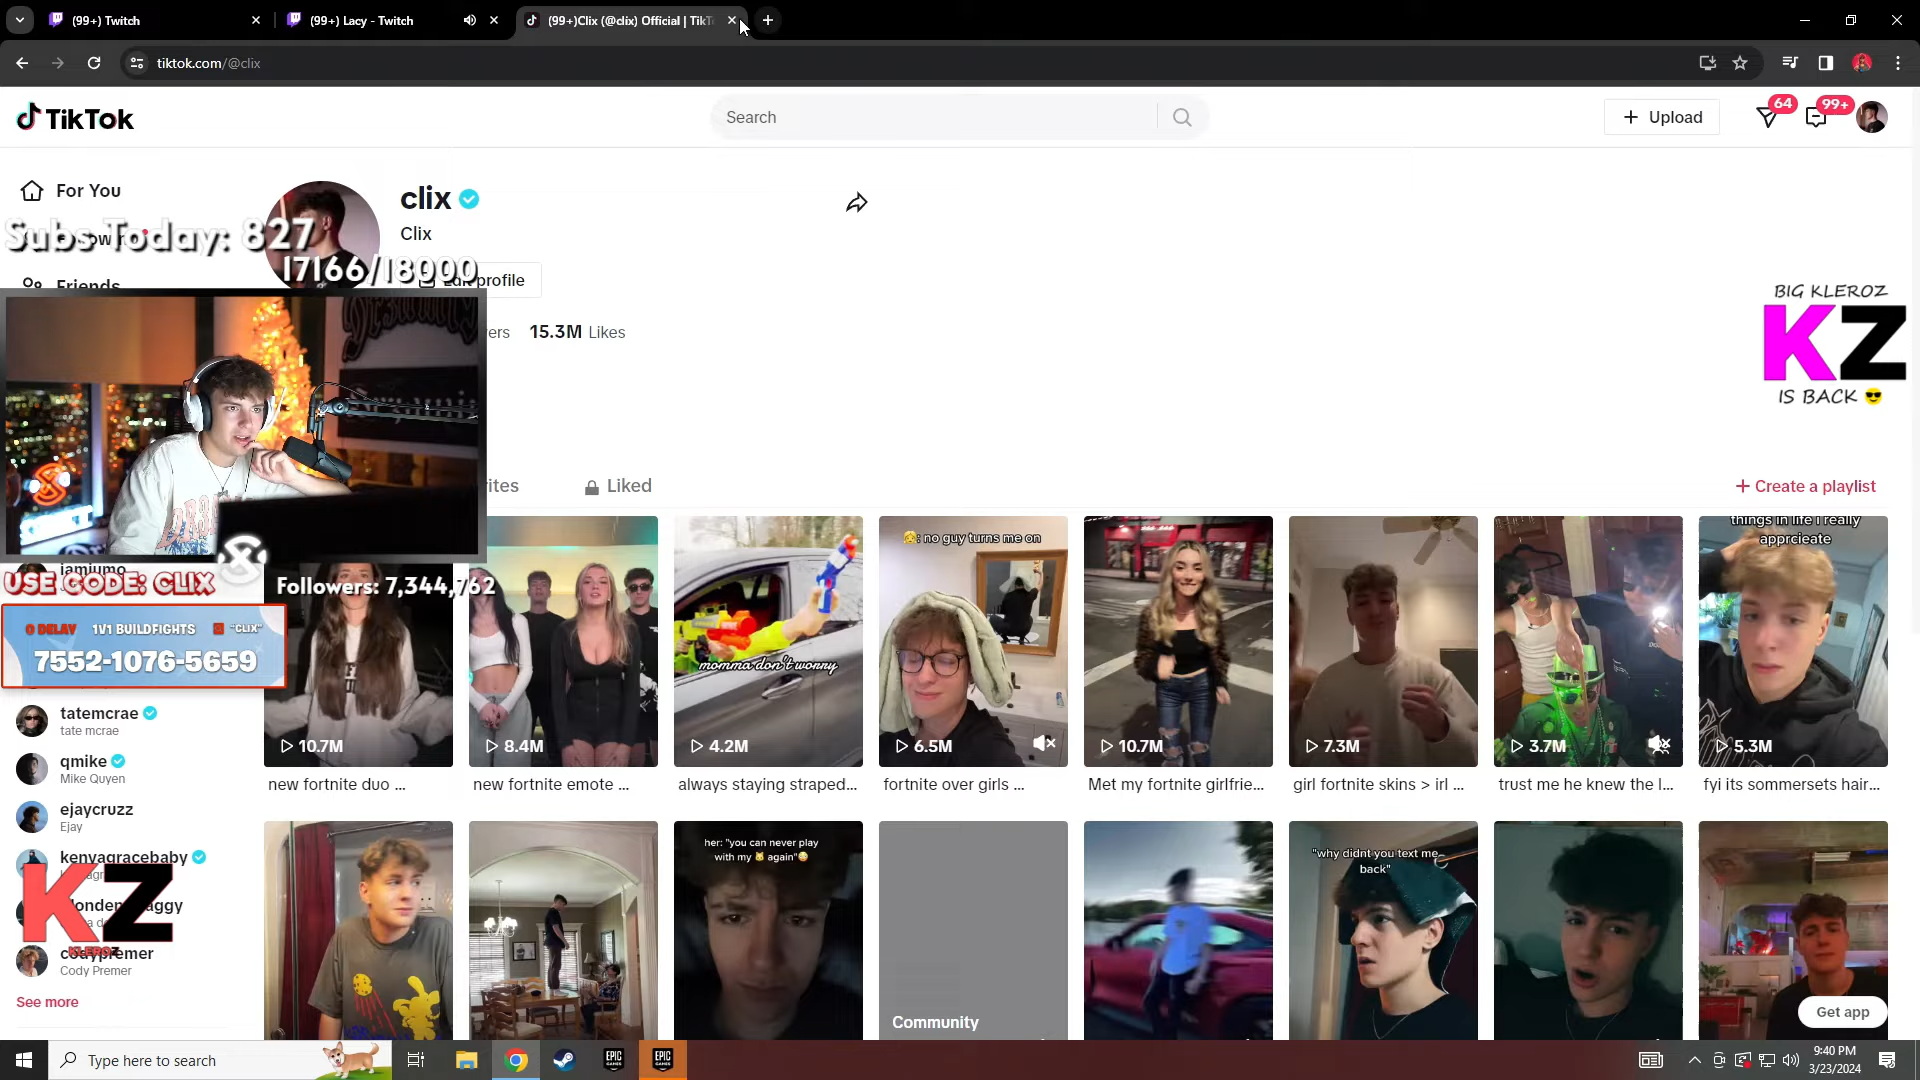 (99+) Twitch
(99+) Lacy - Twitch
(99+)Clix (@clix) Official | TikT
tiktok.com/@clix
TikTok
Search
Upload
64
99+
For You
Subs Today: 827
17166/18000
Friends
clix
Clix
Edit profile
ers 15.3M Likes
BIG KLEROZ
KZ
IS BACK 😎
ites
Liked
+ Create a playlist
USE CODE: CLIX
Followers: 7,344,762
0 DELAY 1V1 BUILDFIGHTS "CLIX"
7552-1076-5659
tatemcrae
tate mcrae
qmike
Mike Quyen
ejaycruzz
Ejay
kenyagracebaby
KZ
KLEROZ
codypremer
Cody Premer
See more
10.7M
new fortnite duo ...
8.4M
new fortnite emote ...
momma don't worry
4.2M
always staying straped...
: no guy turns me on
6.5M
fortnite over girls ...
10.7M
Met my fortnite girlfrie...
7.3M
girl fortnite skins > irl ...
3.7M
trust me he knew the l...
things in life i really
apprcieate
5.3M
fyi its sommersets hair...
her: "you can never play
with my 🐱 again"
Community
"why didnt you text me
back"
Get app
Type here to search
EPIC
GAMES
EPIC
GAMES
9:40 PM
3/23/2024